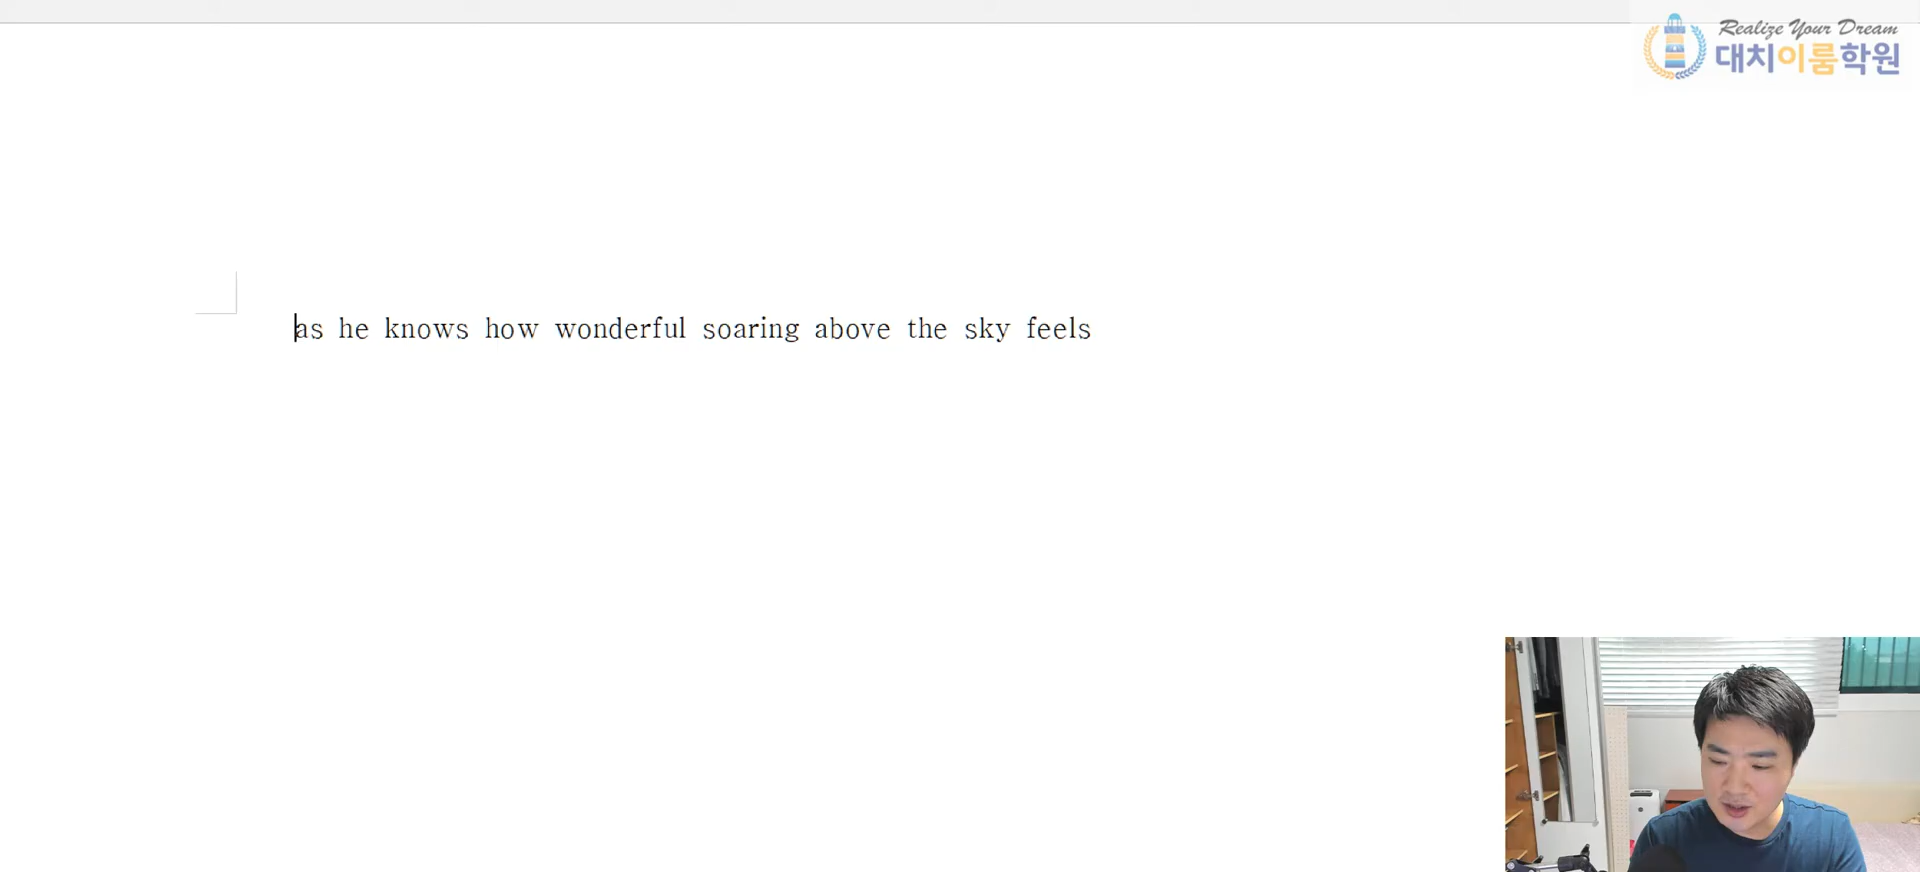 Realize Your Dream
대치이룸학원
as he knows how wonderful soaring above the sky feels